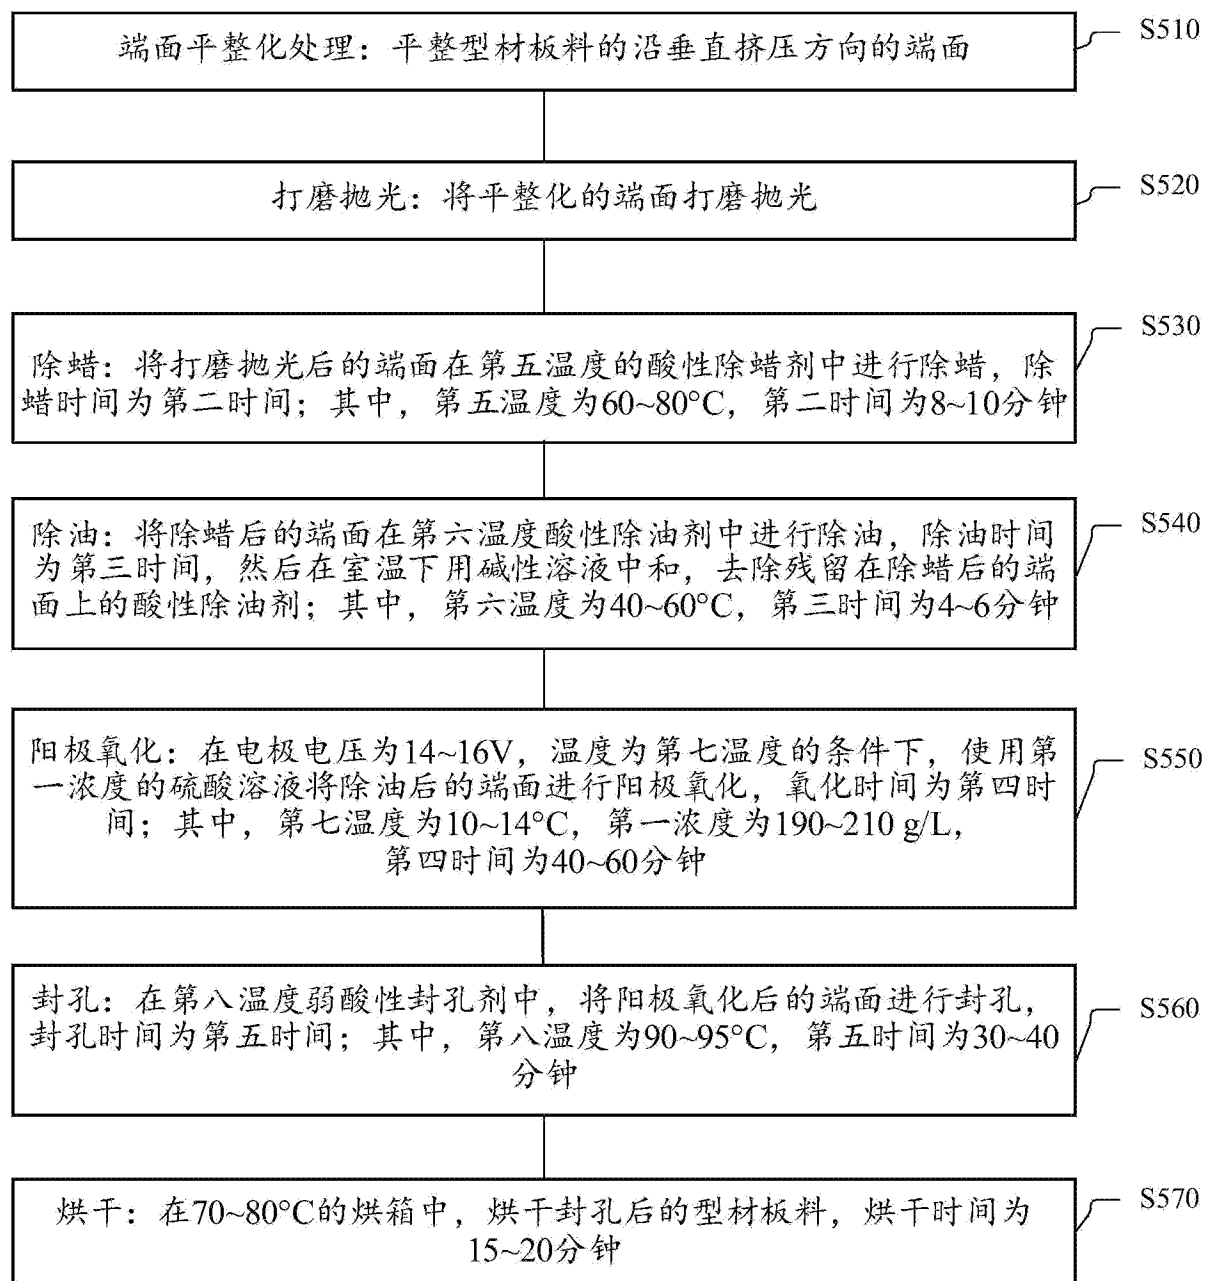 端面平整化处理：平整型材板料的沿垂直挤压方向的端面
S510
打磨抛光：将平整化的端面打磨抛光
S520
除蜡：将打磨抛光后的端面在第五温度的酸性除蜡剂中进行除蜡，除
蜡时间为第二时间；其中，第五温度为60~80°C，第二时间为8~10分钟
S530
除油：将除蜡后的端面在第六温度酸性除油剂中进行除油，除油时间
为第三时间，然后在室温下用碱性溶液中和，去除残留在除蜡后的端
面上的酸性除油剂；其中，第六温度为40~60°C，第三时间为4~6分钟
S540
阳极氧化：在电极电压为14~16V，温度为第七温度的条件下，使用第
一浓度的硫酸溶液将除油后的端面进行阳极氧化，氧化时间为第四时
间；其中，第七温度为10~14°C，第一浓度为190~210 g/L，
第四时间为40~60分钟
S550
封孔：在第八温度弱酸性封孔剂中，将阳极氧化后的端面进行封孔，
封孔时间为第五时间；其中，第八温度为90~95°C，第五时间为30~40
分钟
S560
烘干：在70~80°C的烘箱中，烘干封孔后的型材板料，烘干时间为
15~20分钟
S570